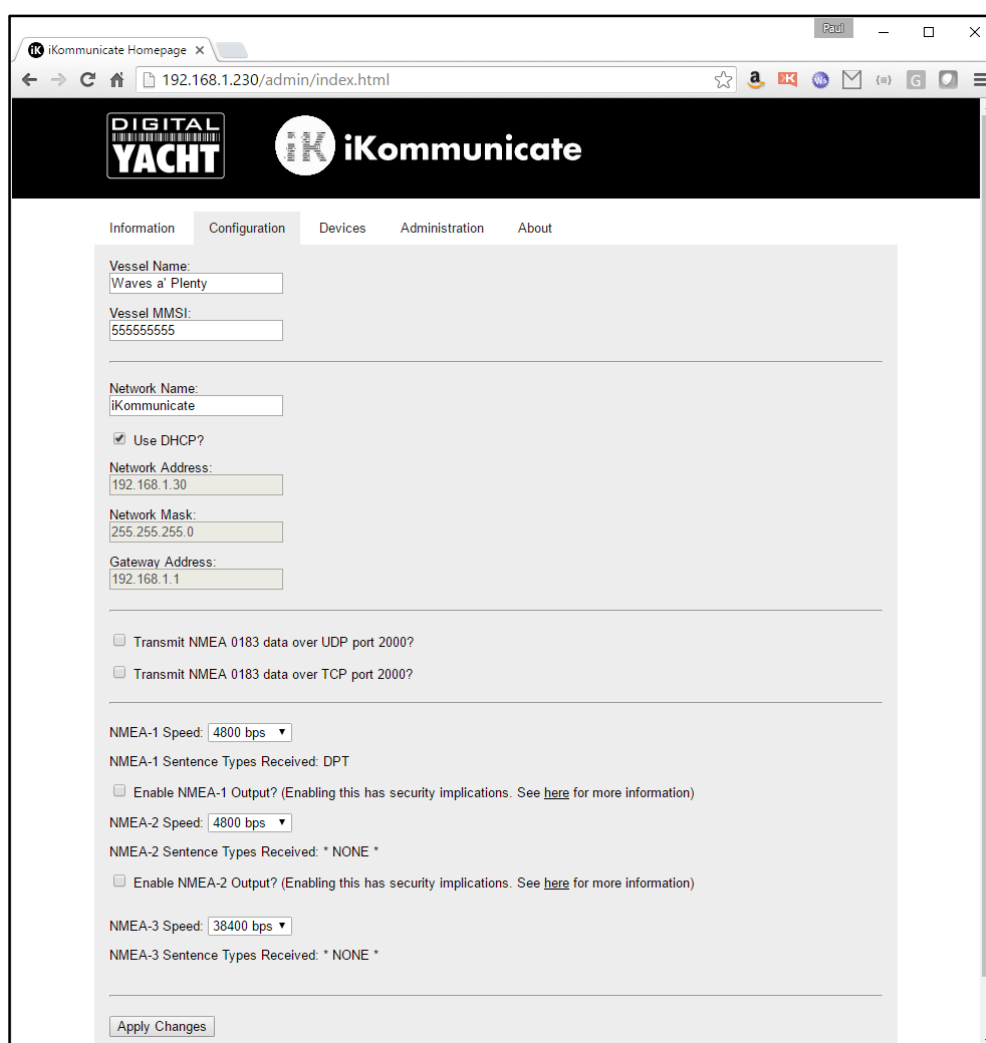 Paul
iK iKommunicate Homepage
192.168.1.230/admin/index.html
DIGITAL
YACHT
iK iKommunicate
Information Configuration Devices Administration About
Vessel Name:
Waves a' Plenty
Vessel MMSI:
555555555
Network Name:
iKommunicate
Use DHCP?
Network Address:
192.168.1.30
Network Mask:
255.255.255.0
Gateway Address:
192.168.1.1
Transmit NMEA 0183 data over UDP port 2000?
Transmit NMEA 0183 data over TCP port 2000?
NMEA-1 Speed: 4800 bps
NMEA-1 Sentence Types Received: DPT
Enable NMEA-1 Output? (Enabling this has security implications. See here for more information)
NMEA-2 Speed: 4800 bps
NMEA-2 Sentence Types Received: * NONE *
Enable NMEA-2 Output? (Enabling this has security implications. See here for more information)
NMEA-3 Speed: 38400 bps
NMEA-3 Sentence Types Received: * NONE *
Apply Changes